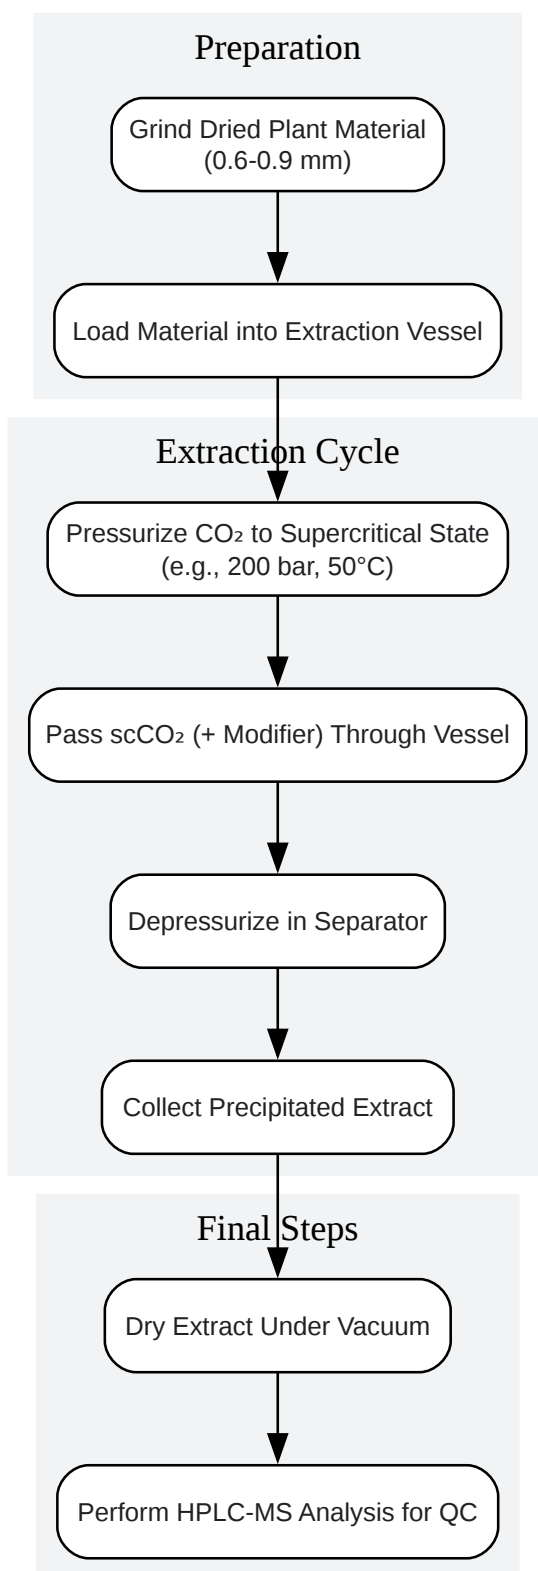 Preparation
Grind Dried Plant Material
(0.6-0.9 mm)
Load Material into Extraction Vessel
Extraction Cycle
Pressurize CO₂ to Supercritical State
(e.g., 200 bar, 50°C)
Pass scCO₂ (+ Modifier) Through Vessel
Depressurize in Separator
Collect Precipitated Extract
Final Steps
Dry Extract Under Vacuum
Perform HPLC-MS Analysis for QC